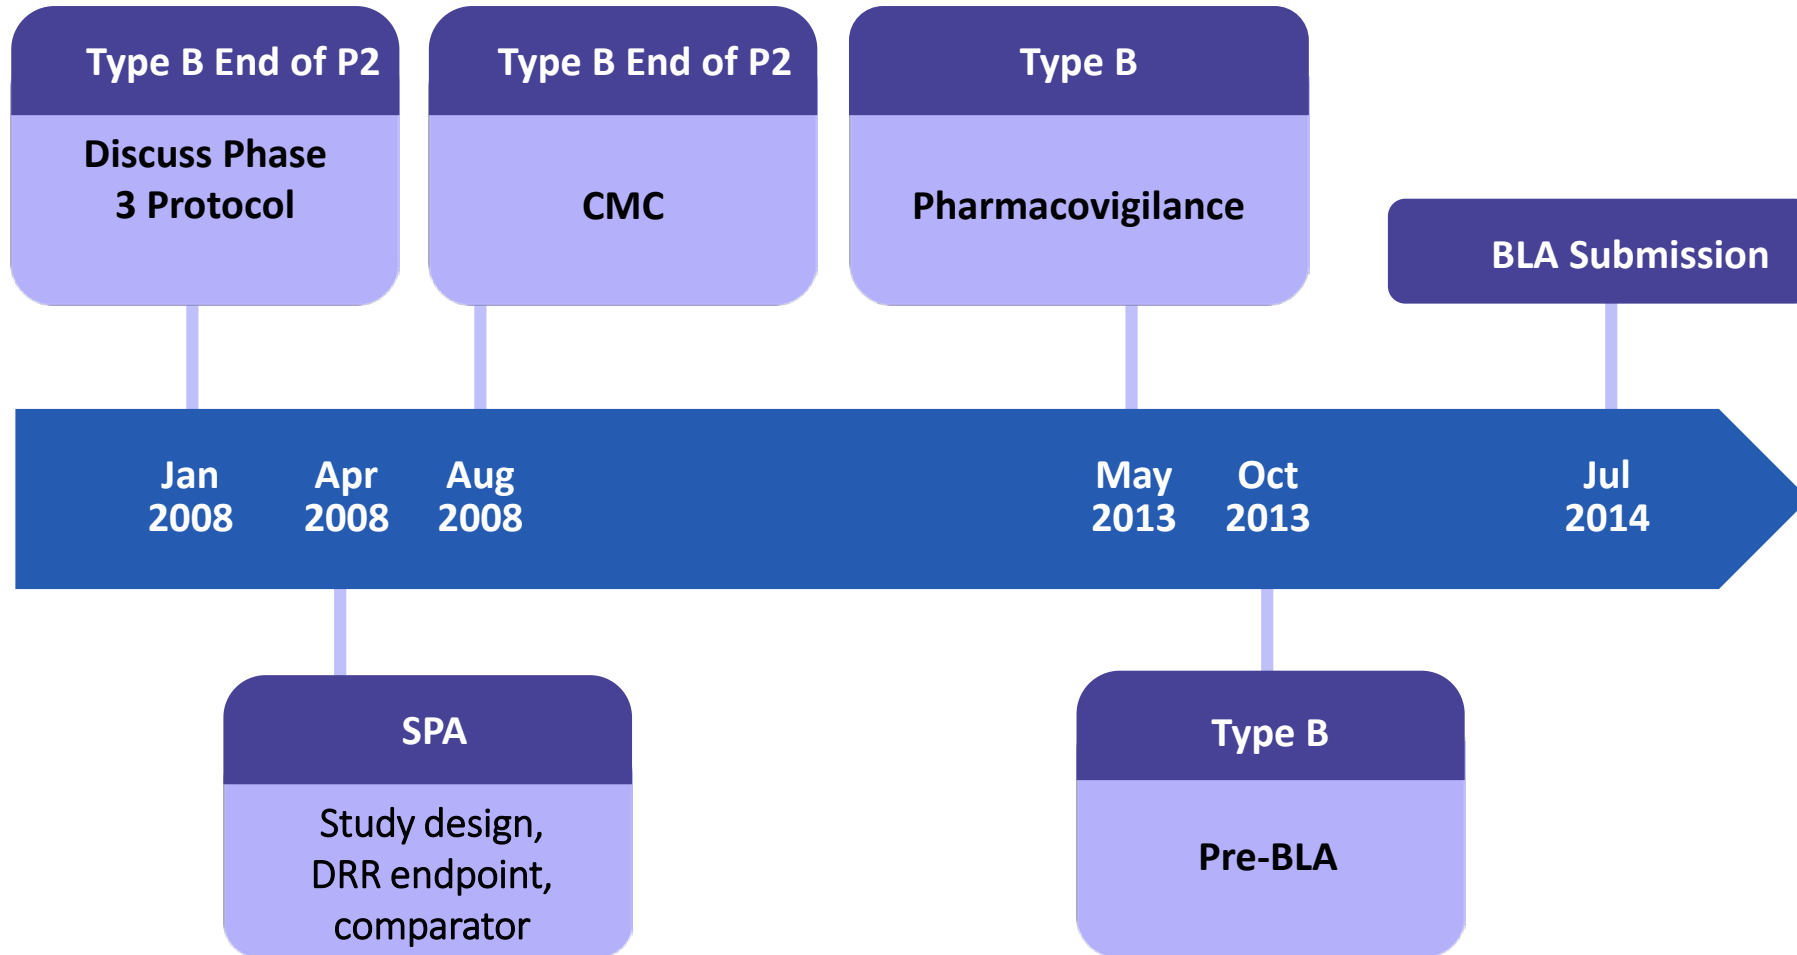 Type B End of P2
Discuss Phase
3 Protocol
Type B End of P2
CMC
Type B
Pharmacovigilance
BLA Submission
Jan
2008
Apr
2008
Aug
2008
May
2013
Oct
2013
Jul
2014
SPA
Study design,
DRR endpoint,
comparator
Type B
Pre-BLA